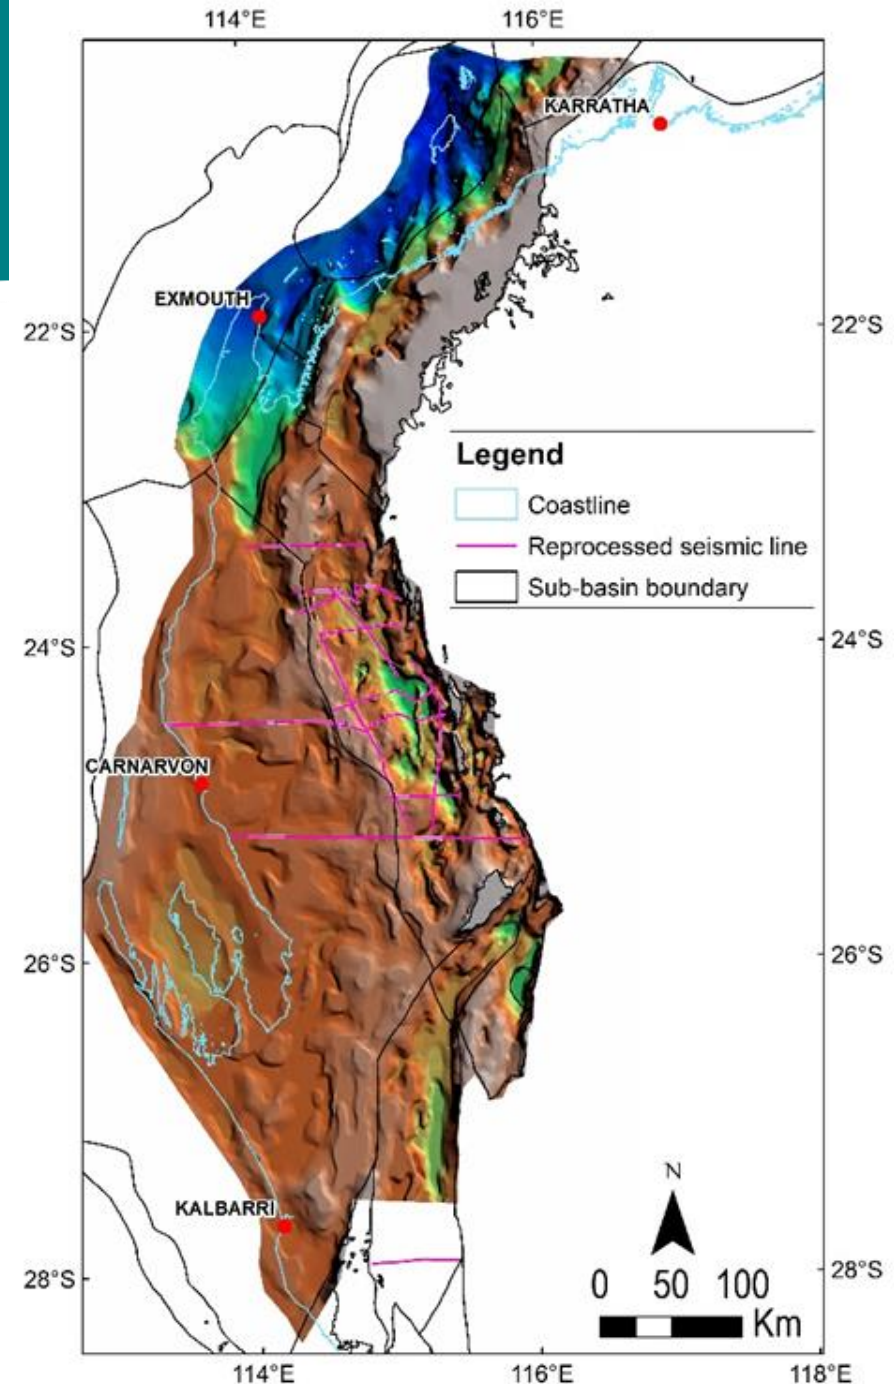 114°E 116°E
KARRATHA
EXMOUTH
22°S 22°S
Legend
Coastline
Reprocessed seismic line
Sub-basin boundary
24°S 24°S
CARNARVON
26°S 26°S
N
KALBARRI
0 50 100
Km
28°S 28°S
114°E 116°E 118°E